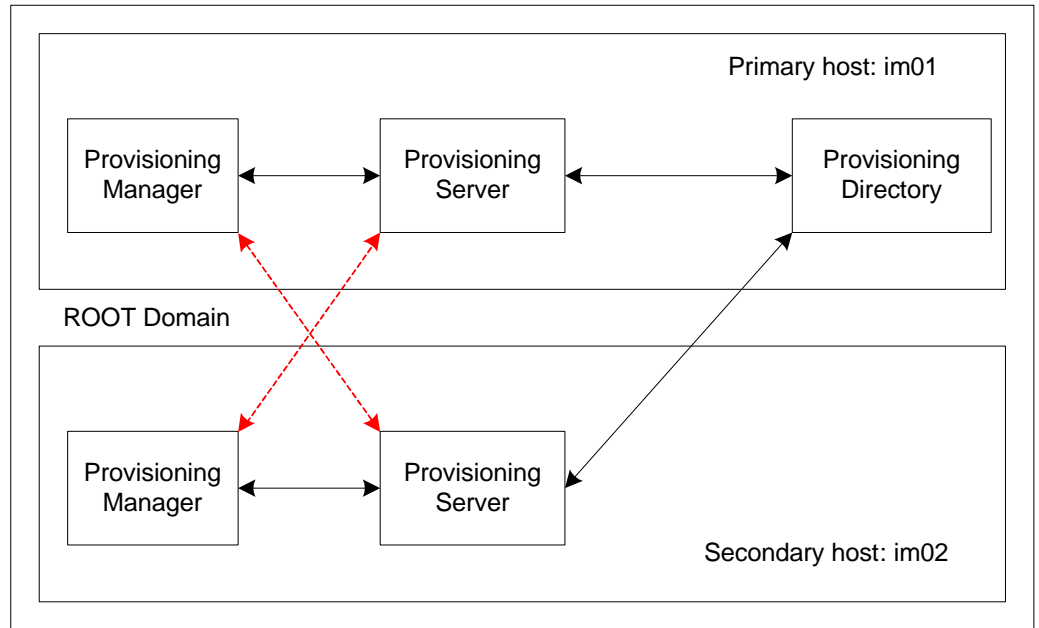 Primary host: im01
Provisioning
Manager
Provisioning
Server
Provisioning
Directory
ROOT Domain
Provisioning
Manager
Provisioning
Server
Secondary host: im02